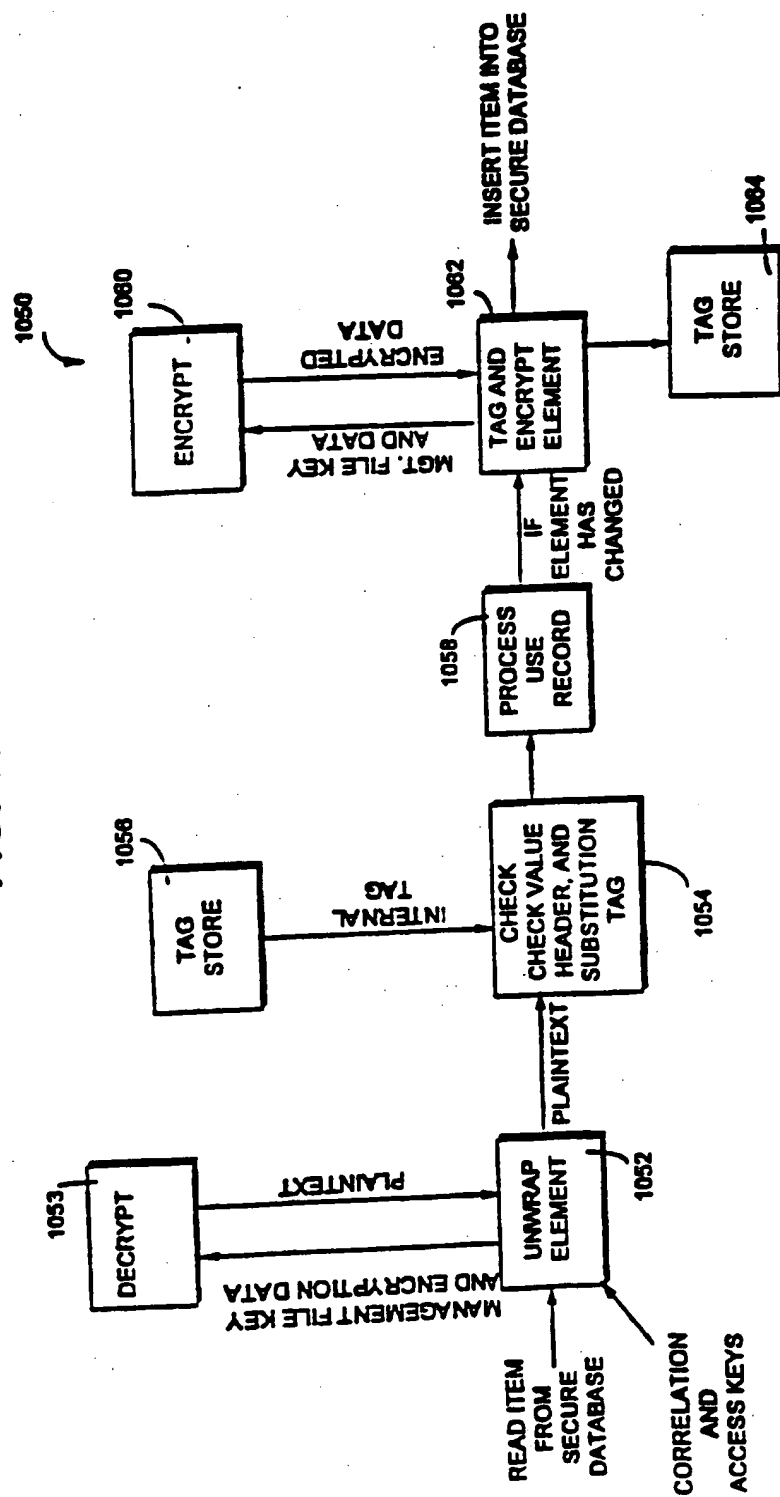 1050
1053
DECRYPT
PLAINTEXT
MANAGEMENT FILE KEY
AND ENCRYPTION DATA
READ ITEM
FROM
SECURE
DATABASE
CORRELATION
AND
ACCESS KEYS
UNWRAP
ELEMENT
1052
PLAINTEXT
1056
TAG
STORE
INTERNAL
TAG
CHECK
CHECK VALUE
HEADER, AND
SUBSTITUTION
TAG
1054
1058
PROCESS
USE
RECORD
IF
ELEMENT
HAS
CHANGED
1060
ENCRYPT
MGT. FILE KEY
AND DATA
ENCRYPTED
DATA
1062
TAG AND
ENCRYPT
ELEMENT
INSERT ITEM INTO
SECURE DATABASE
TAG
STORE
1064